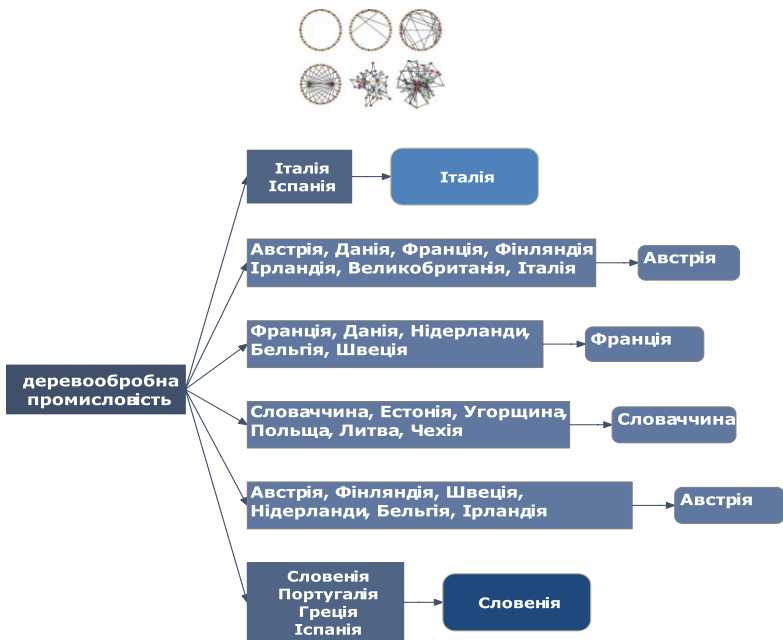 Італія
Іспанія
Італія
Австрія, Данія, Франція, Фінляндія
Ірландія, Великобританія, Італія
Австрія
Франція, Данія, Нідерланди,
Бельгія, Швеція
Франція
деревообробна
промисловість
Словаччина, Естонія, Угорщина,
Польща, Литва, Чехія
Словаччина
Австрія, Фінляндія, Швеція,
Нідерланди, Бельгія, Ірландія
Австрія
Словенія
Португалія
Греція
Іспанія
Словенія